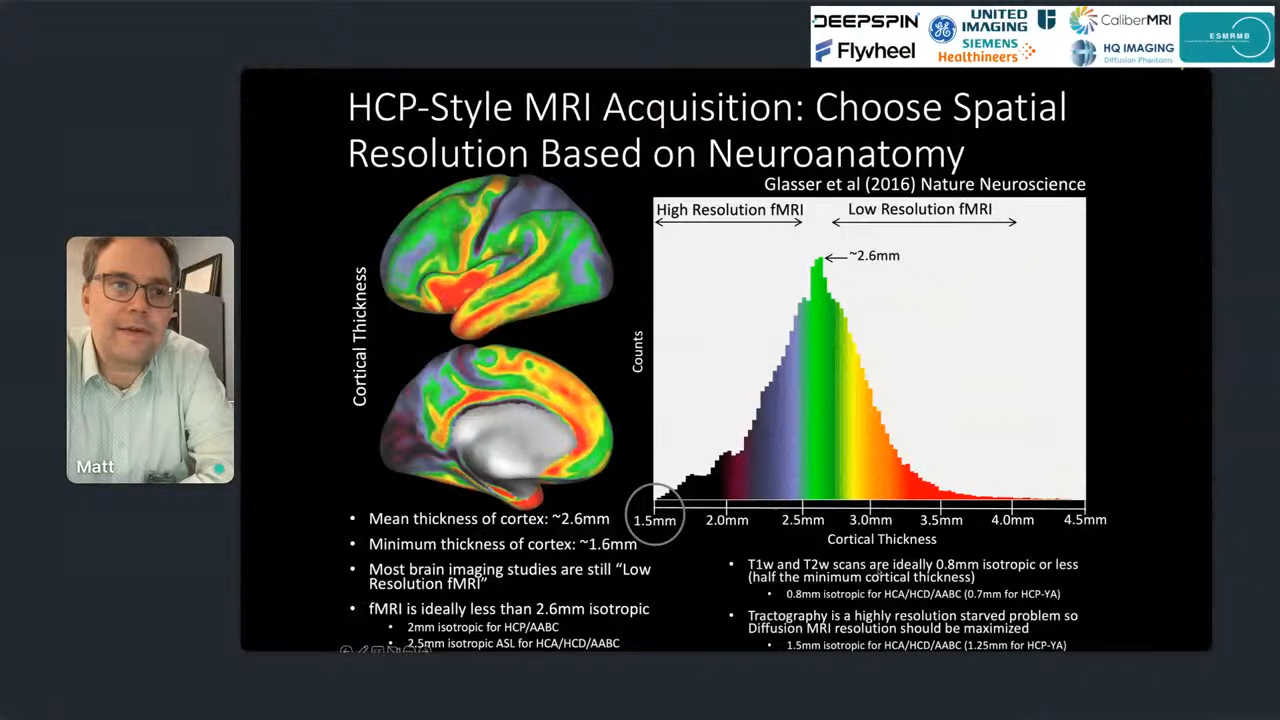 DEEPSPIN
Flywheel
UNITED
IMAGING
SIEMENS
Healthineers
CaliberMRI
HQ IMAGING
Diffusion Phantoms
ESMRMB
HCP-Style MRI Acquisition: Choose Spatial
Resolution Based on Neuroanatomy
Glasser et al (2016) Nature Neuroscience
Cortical Thickness
High Resolution fMRI
Low Resolution fMRI
~2.6mm
Counts
1.5mm 2.0mm 2.5mm 3.0mm 3.5mm 4.0mm 4.5mm
Cortical Thickness
Matt
• Mean thickness of cortex: ~2.6mm
• Minimum thickness of cortex: ~1.6mm
• Most brain imaging studies are still “Low
Resolution fMRI”
• fMRI is ideally less than 2.6mm isotropic
• 2mm isotropic for HCP/AABC
• 2.5mm isotropic ASL for HCA/HCD/AABC
• T1w and T2w scans are ideally 0.8mm isotropic or less
(half the minimum cortical thickness)
• 0.8mm isotropic for HCA/HCD/AABC (0.7mm for HCP-YA)
• Tractography is a highly resolution starved problem so
Diffusion MRI resolution should be maximized
• 1.5mm isotropic for HCA/HCD/AABC (1.25mm for HCP-YA)